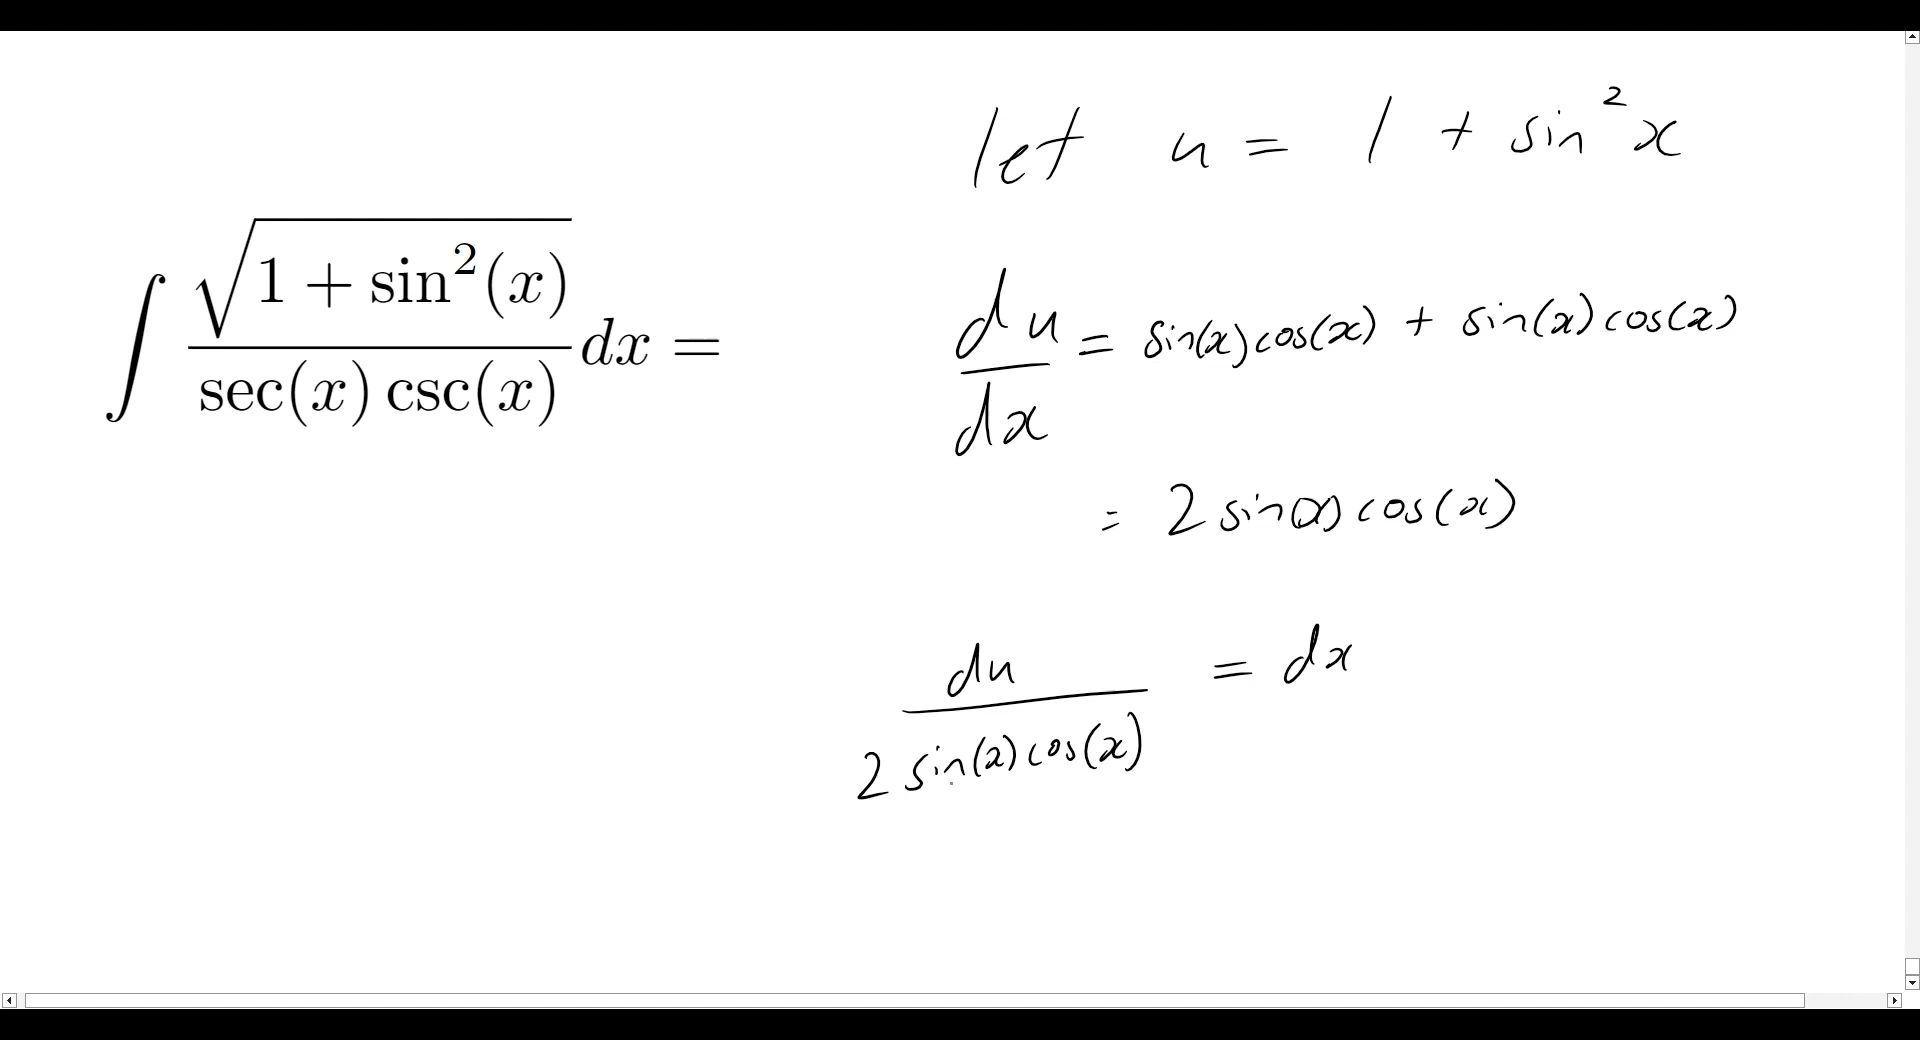 ∫ √(1 + sin²(x)) / (sec(x) csc(x)) dx =
let u = 1 + sin²x
du/dx = sin(x)cos(x) + sin(x)cos(x)
= 2 sin(x) cos(x)
du / (2 sin(x) cos(x)) = dx